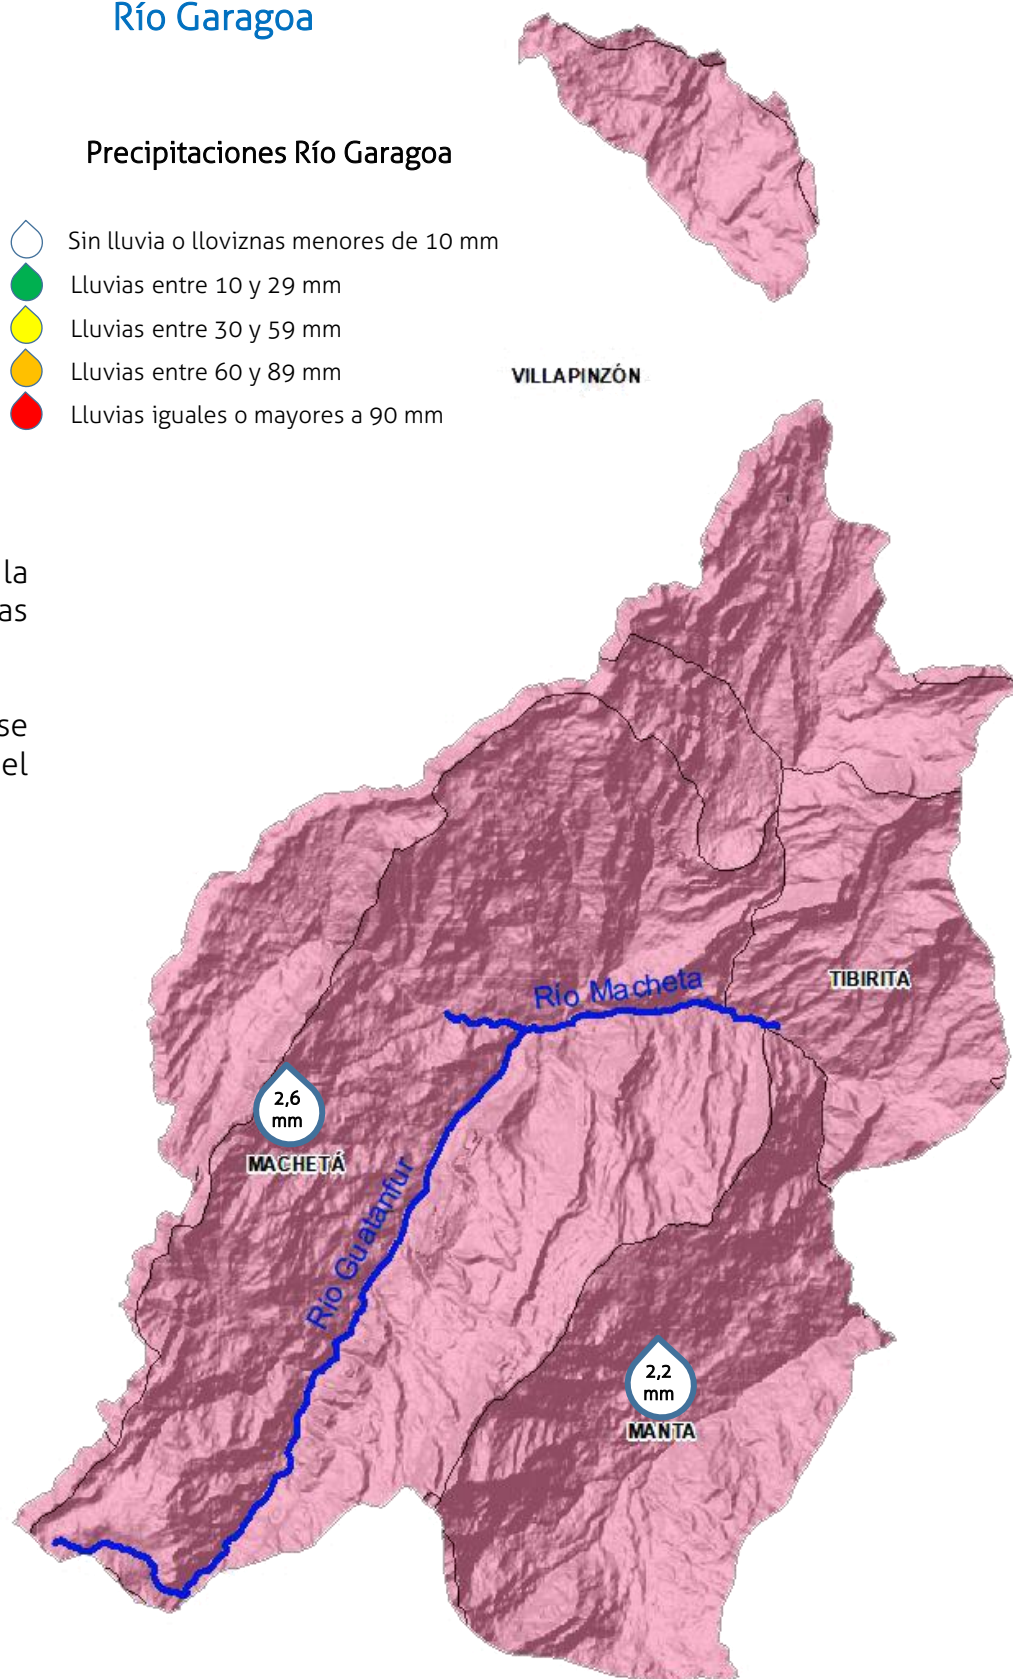 Río Garagoa
Precipitaciones Río Garagoa
Sin lluvia o lloviznas menores de 10 mm
Lluvias entre 10 y 29 mm
Lluvias entre 30 y 59 mm
Lluvias entre 60 y 89 mm
Lluvias iguales o mayores a 90 mm
VILLAPINZÓN
la
as
se
el
Río Macheta
TIBIRITA
2,6
mm
MACHETÁ
Río Guatanfur
2,2
mm
MANTA